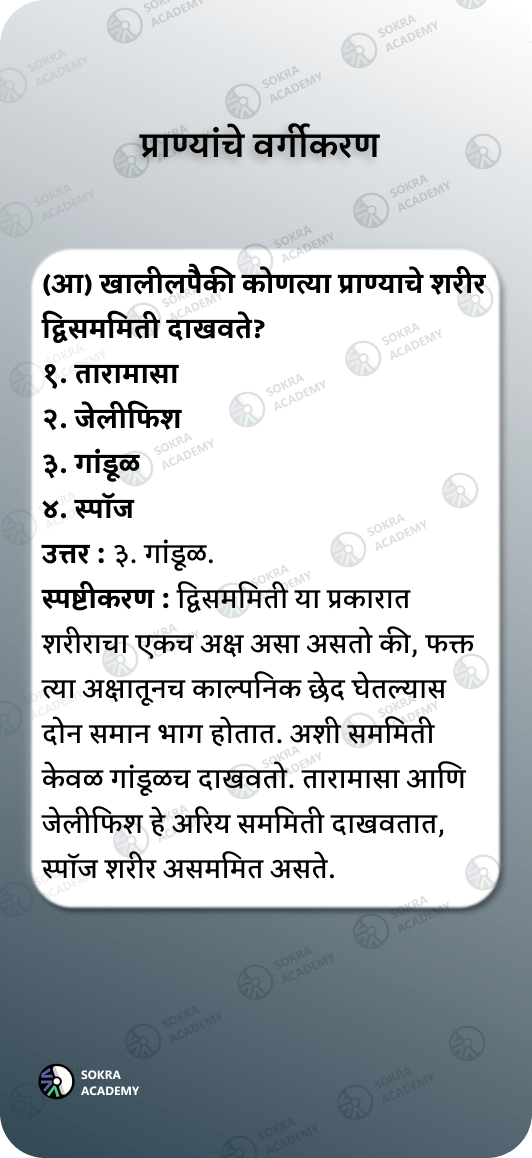 प्राण्यांचे वर्गीकरण
(आ) खालीलपैकी कोणत्या प्राण्याचे शरीर
द्विसममिती दाखवते?
१. तारामासा
२. जेलीफिश
३. गांडूळ
४. स्पॉज
उत्तर : ३. गांडूळ.
स्पष्टीकरण : द्विसममिती या प्रकारात
शरीराचा एकच अक्ष असा असतो की, फक्त
त्या अक्षातूनच काल्पनिक छेद घेतल्यास
दोन समान भाग होतात. अशी सममिती
केवळ गांडूळच दाखवतो. तारामासा आणि
जेलीफिश हे अरिय सममिती दाखवतात,
स्पॉज शरीर असममित असते.
SOKRA
ACADEMY